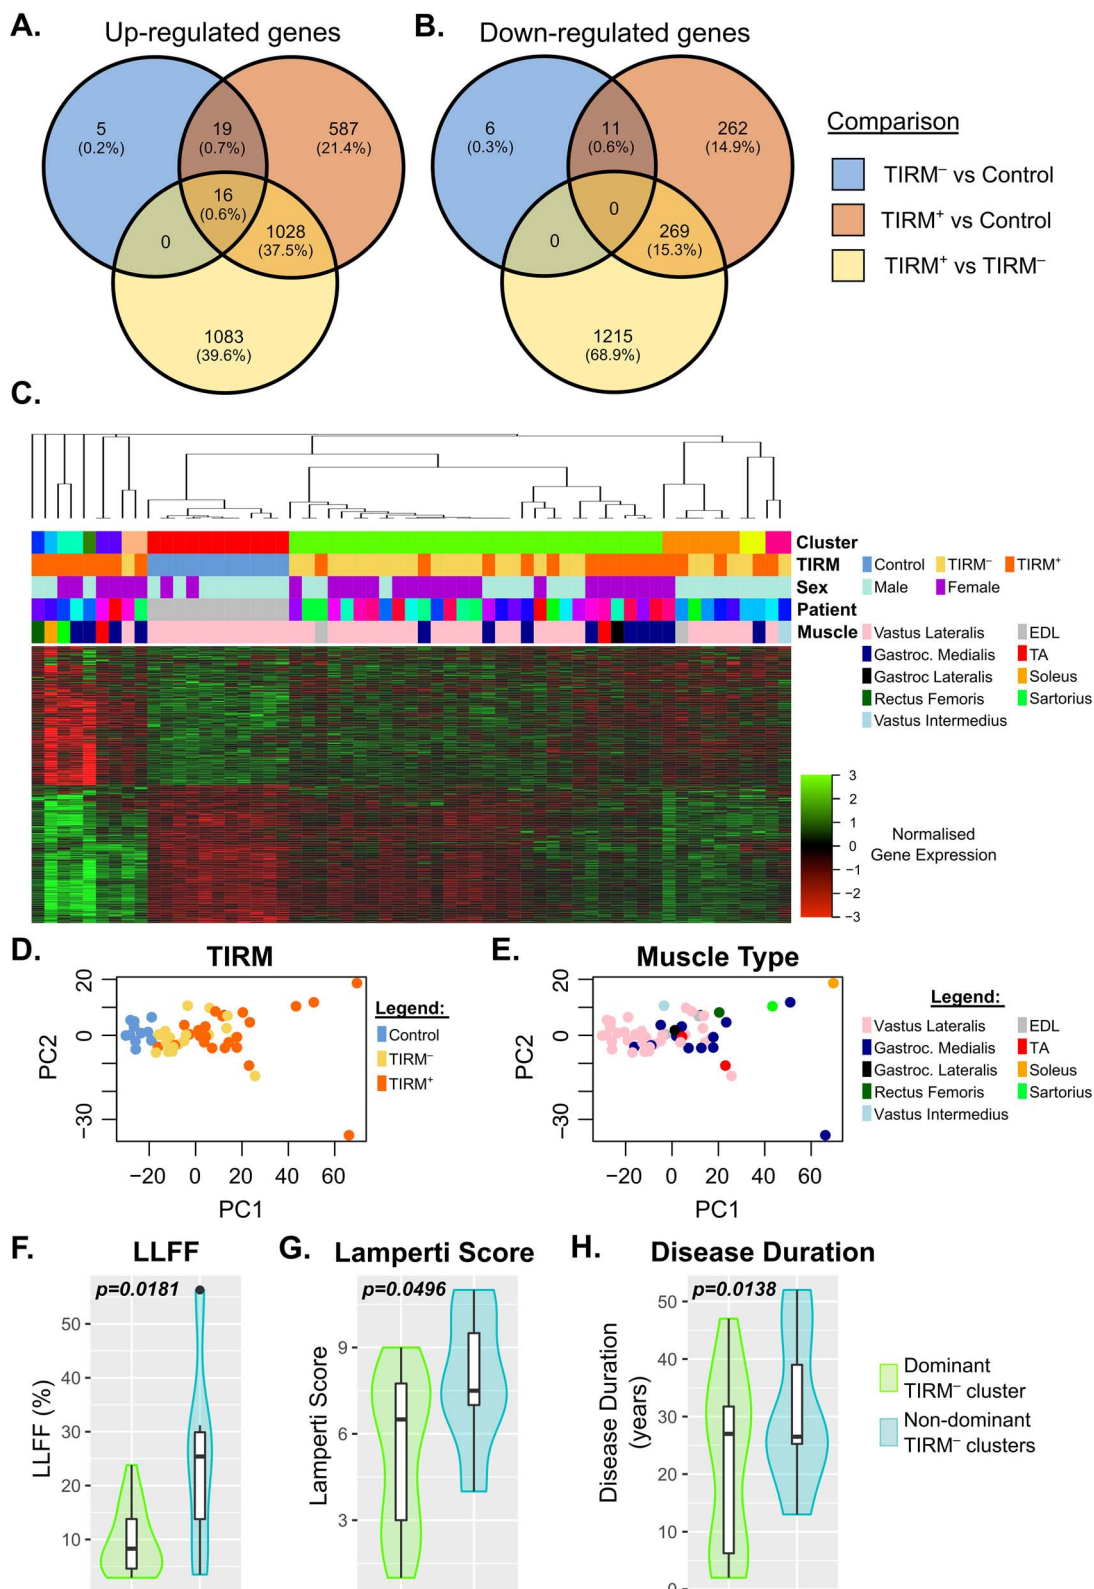 A.
Up-regulated genes
5
(0.2%)
19
(0.7%)
587
(21.4%)
16
(0.6%)
0
1028
(37.5%)
1083
(39.6%)
B.
Down-regulated genes
6
(0.3%)
11
(0.6%)
262
(14.9%)
0
0
269
(15.3%)
1215
(68.9%)
Comparison
TIRM⁻ vs Control
TIRM⁺ vs Control
TIRM⁺ vs TIRM⁻
C.
Cluster
TIRM
Control
TIRM⁻
TIRM⁺
Sex
Male
Female
Patient
Muscle
Vastus Lateralis
EDL
Gastroc. Medialis
TA
Gastroc Lateralis
Soleus
Rectus Femoris
Sartorius
Vastus Intermedius
3
2
1
0
−1
−2
−3
Normalised
Gene Expression
D.
TIRM
20
0
−30
PC2
−20
0
20
40
60
PC1
Legend:
Control
TIRM⁻
TIRM⁺
E.
Muscle Type
20
0
−30
PC2
−20
0
20
40
60
PC1
Legend:
Vastus Lateralis
EDL
Gastroc. Medialis
TA
Gastroc. Lateralis
Soleus
Rectus Femoris
Sartorius
Vastus Intermedius
F.
LLFF
p=0.0181
50
40
30
20
10
LLFF (%)
G.
Lamperti Score
p=0.0496
9
6
3
Lamperti Score
H.
Disease Duration
p=0.0138
50
40
30
20
10
0
Disease Duration
(years)
Dominant
TIRM⁻ cluster
Non-dominant
TIRM⁻ clusters